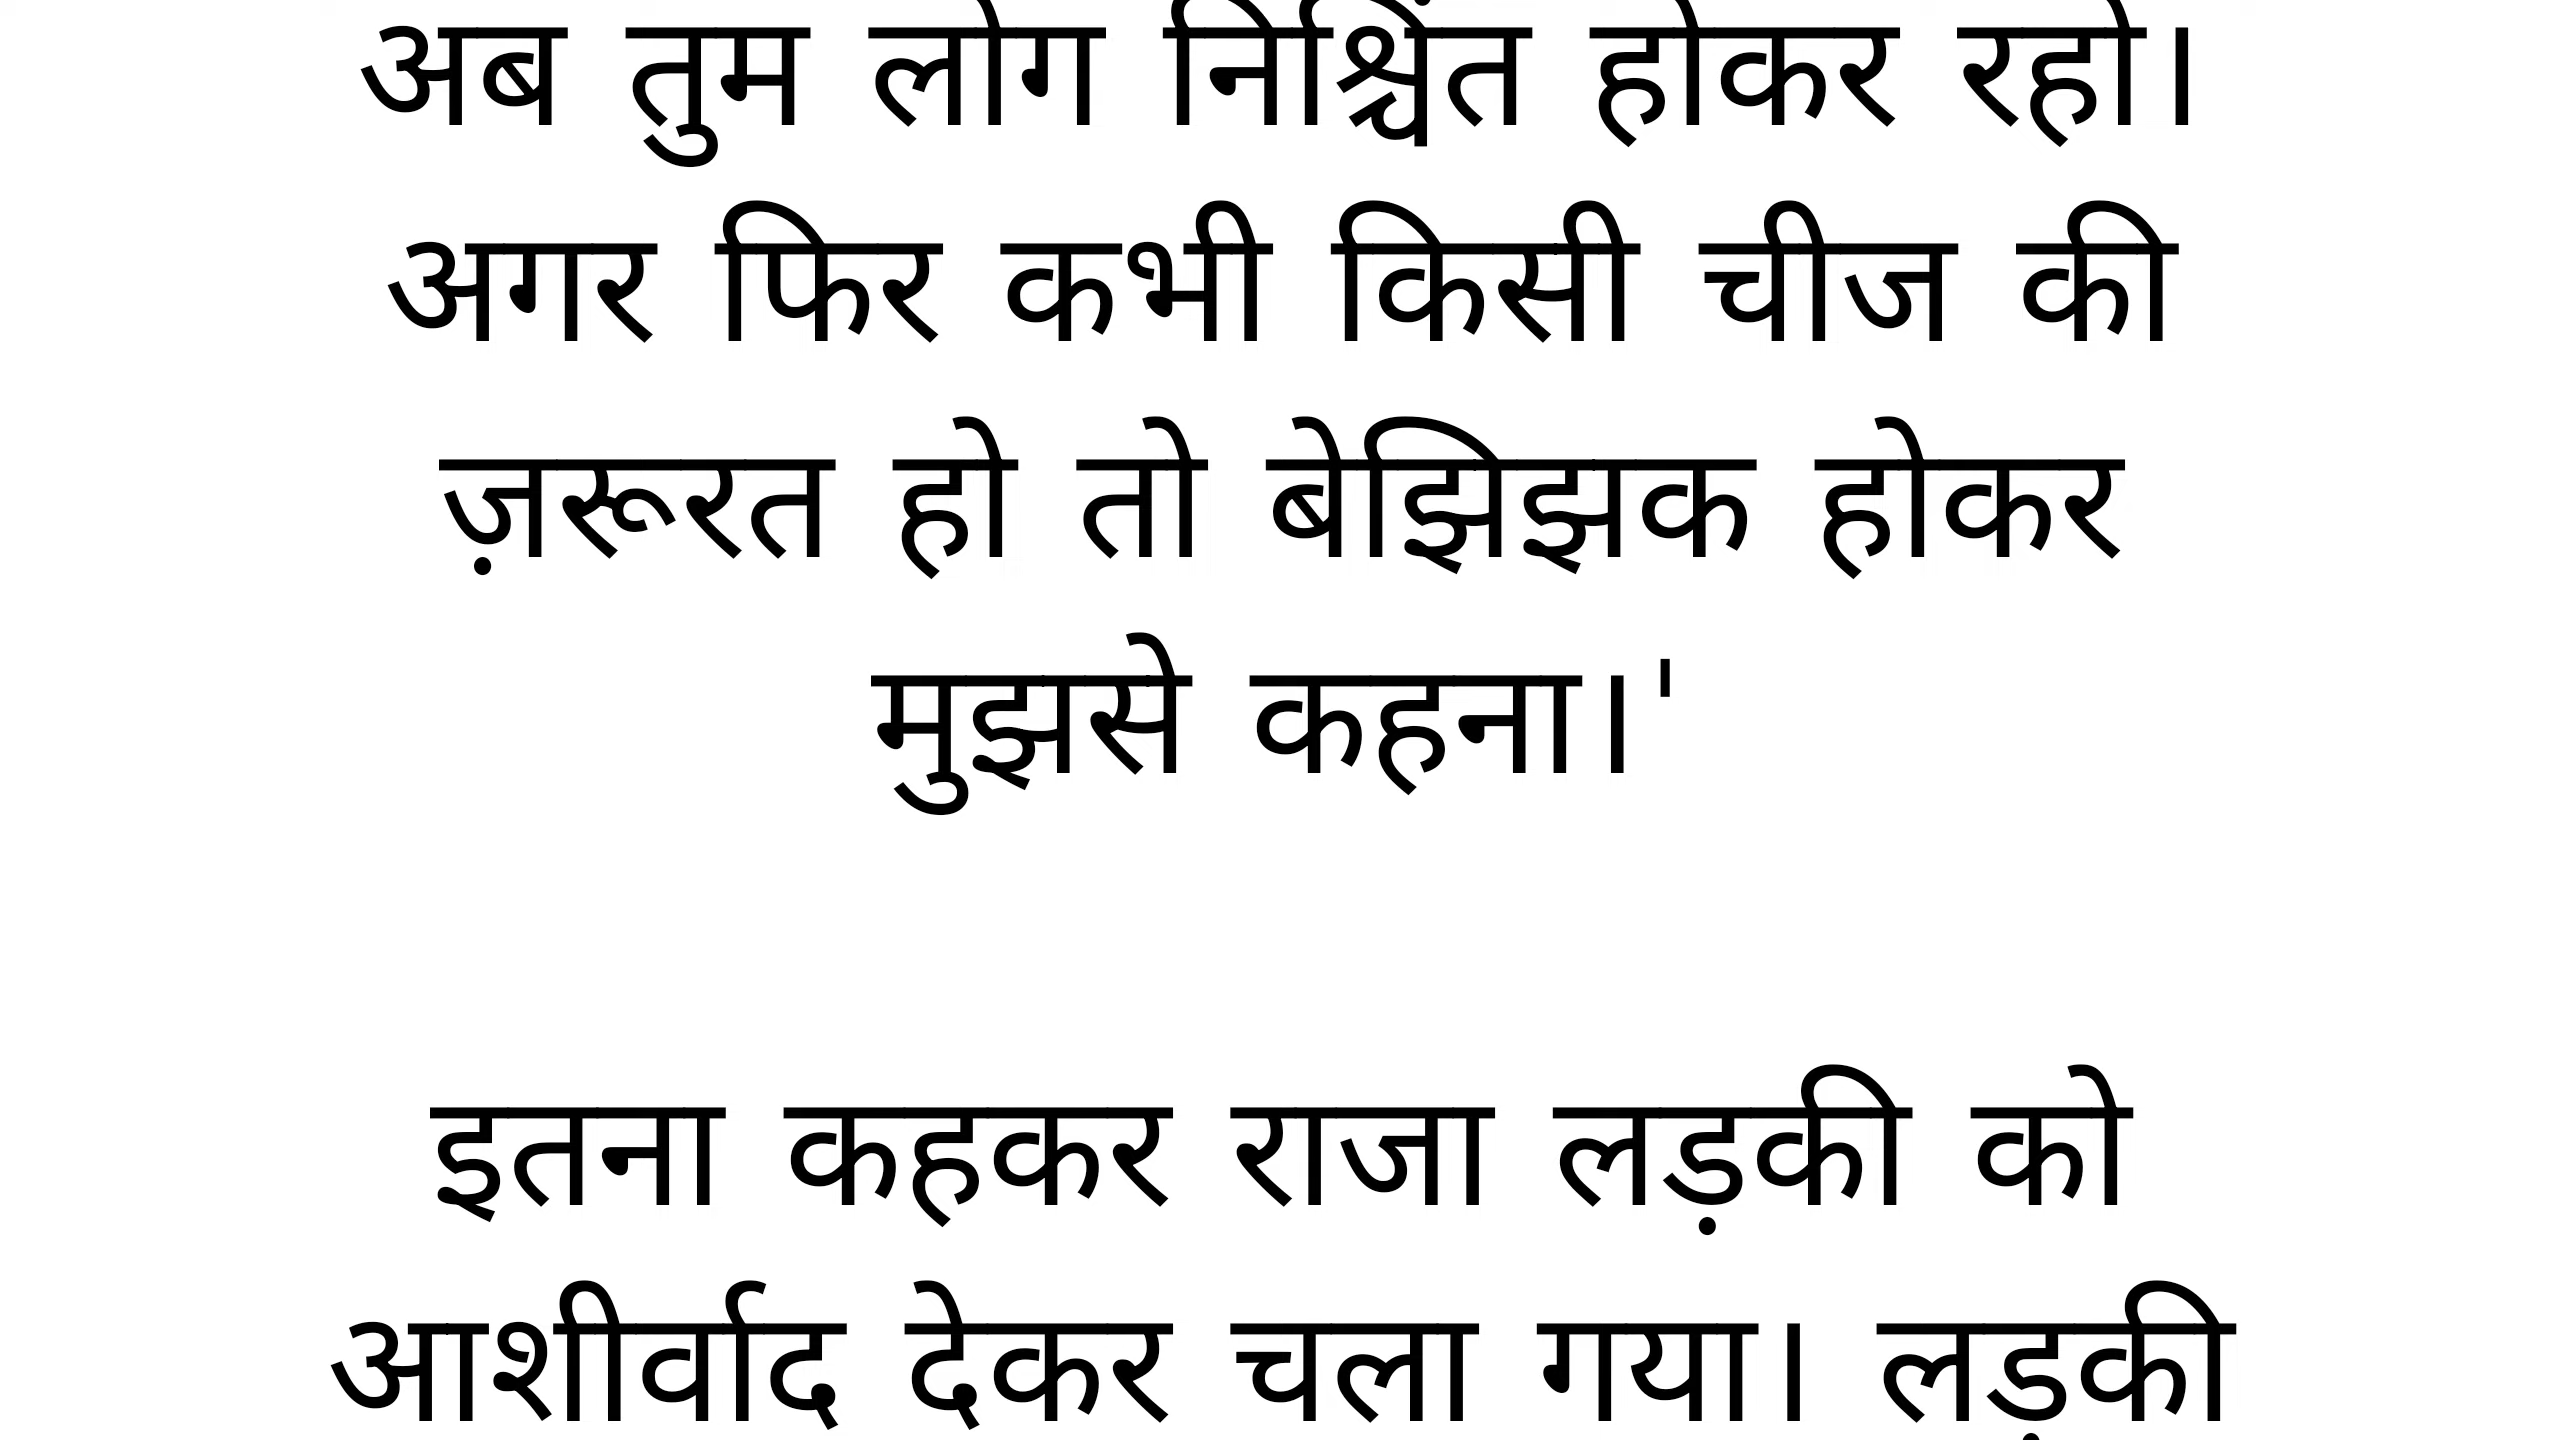 अब तुम लोग निश्चिंत होकर रहो।
अगर फिर कभी किसी चीज की
ज़रूरत हो तो बेझिझक होकर
मुझसे कहना।'
इतना कहकर राजा लड़की को
आशीर्वाद देकर चला गया। लड़की